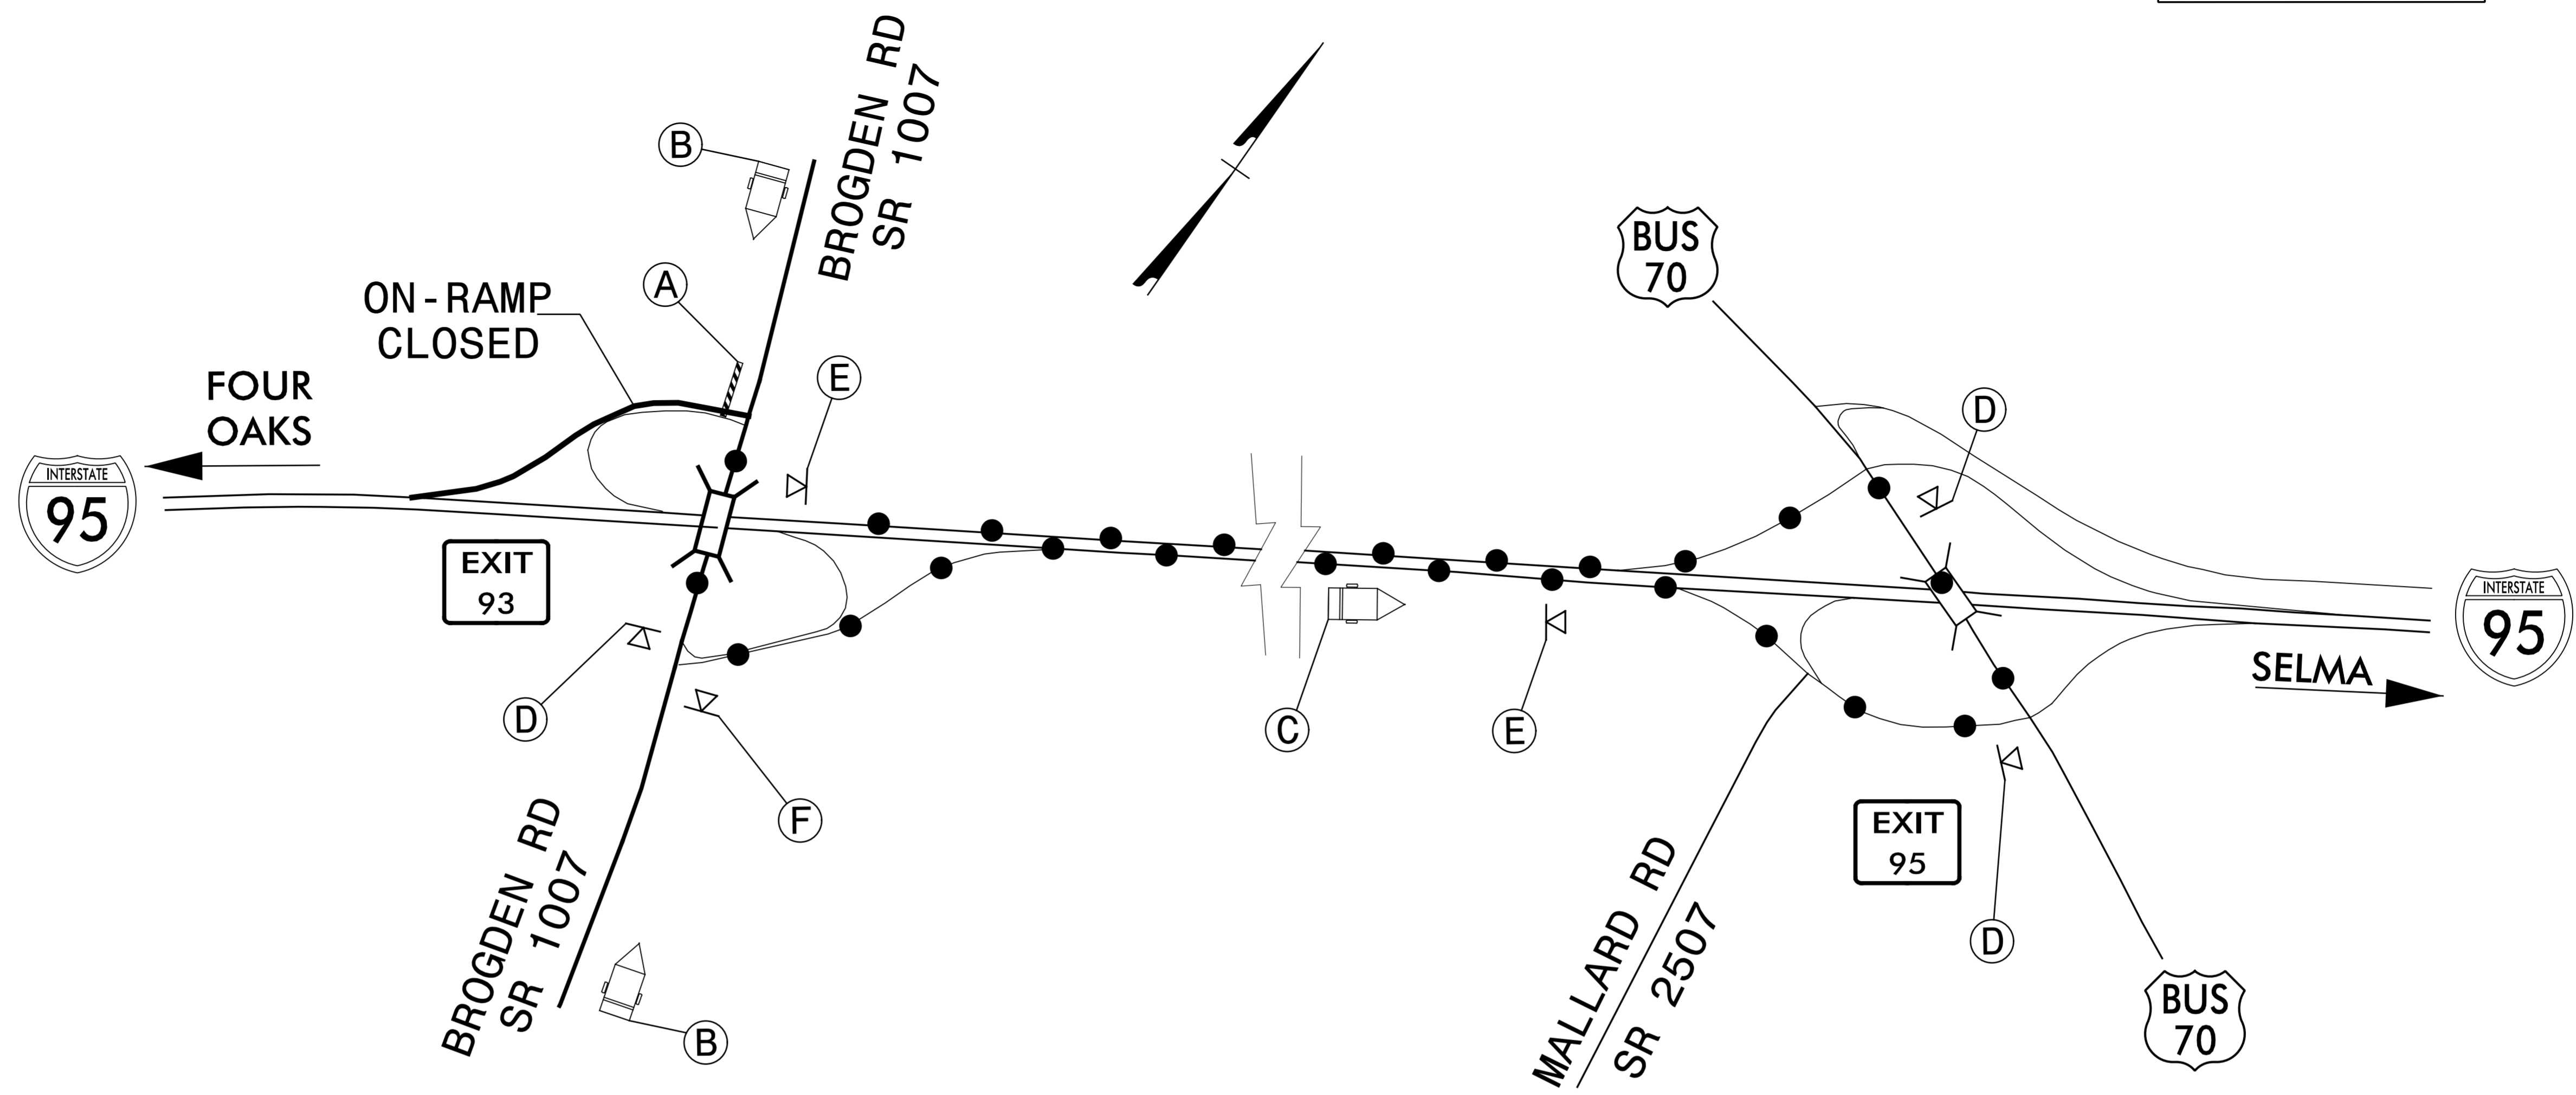 BROGDEN RD
SR 1007
B
A
ON-RAMP
CLOSED
E
FOUR
OAKS
INTERSTATE
95
EXIT
93
D
F
BROGDEN RD
SR 1007
B
BUS
70
D
C
E
MALLARD RD
SR 2507
EXIT
95
D
SELMA
INTERSTATE
95
BUS
70